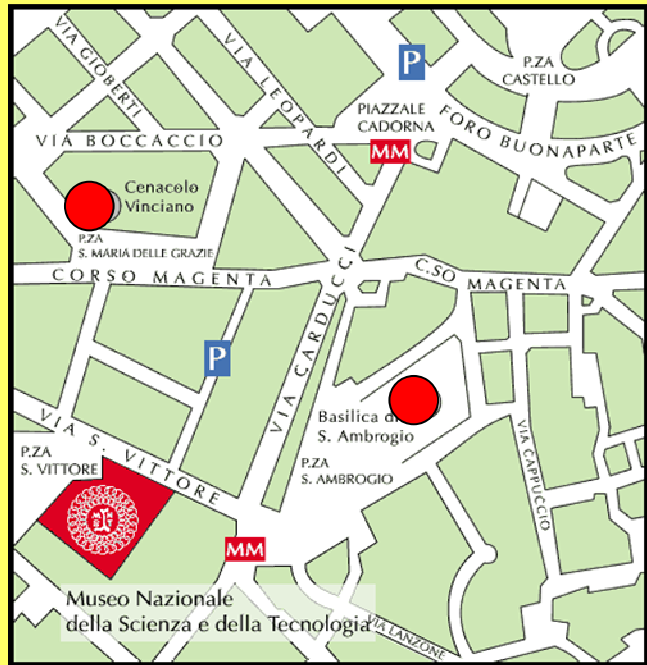 VIA GIOBERTI
VIA LEOPARDI
P
P.ZA
CASTELLO
PIAZZALE
CADORNA
FORO BUONAPARTE
VIA BOCCACCIO
MM
Cenacolo
Vinciano
P.ZA
S. MARIA DELLE GRAZIE
CORSO MAGENTA
C.SO MAGENTA
VIA CARDUCCI
P
Basilica di
S. Ambrogio
VIA S. VITTORE
P.ZA
S. VITTORE
P.ZA
S. AMBROGIO
VIA CAPPUCCIO
MM
Museo Nazionale
della Scienza e della Tecnologia
VIA LANZONE